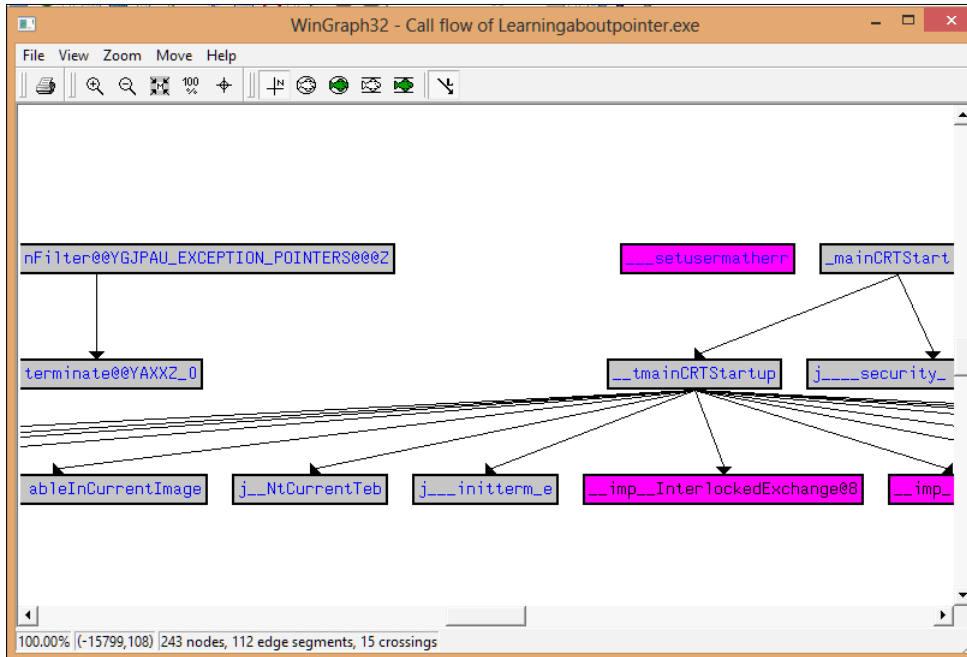 WinGraph32 - Call flow of Learningaboutpointer.exe
File View Zoom Move Help
100
%
nFilter@@YGJPAU_EXCEPTION_POINTERS@@@Z
___setusermatherr
_mainCRTStart
terminate@@YAXXZ_0
__tmainCRTStartup
j____security_
ableInCurrentImage
j__NtCurrentTeb
j___initterm_e
__imp__InterlockedExchange@8
__imp_
100.00% (-15799,108) 243 nodes, 112 edge segments, 15 crossings